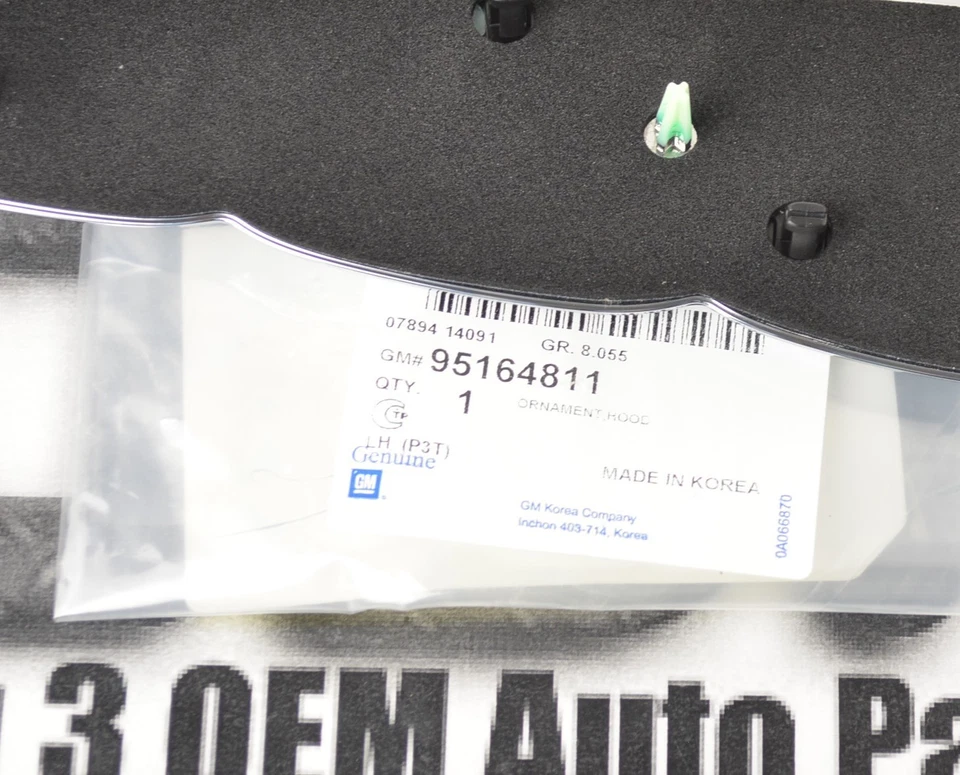 07894 14091 GR. 8.055
GM# 95164811
QTY. 1 ORNAMENT,HOOD
LH (P3T)
Genuine
GM
MADE IN KOREA
GM Korea Company
Inchon 403-714, Korea
0A066870
3 OEM Auto Pa